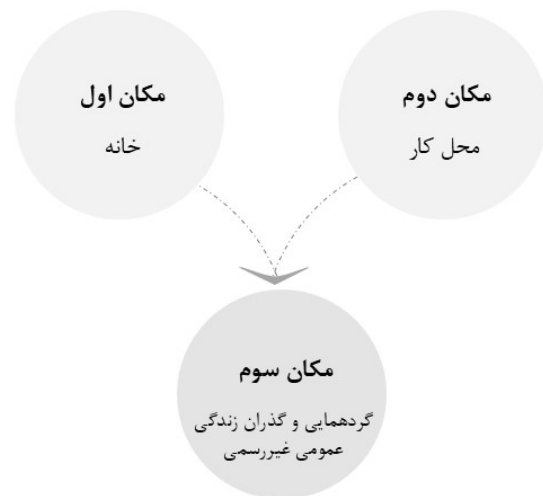 مکان اول
خانه
مکان دوم
محل کار
مکان سوم
گردهمایی و گذران زندگی
عمومی غیررسمی